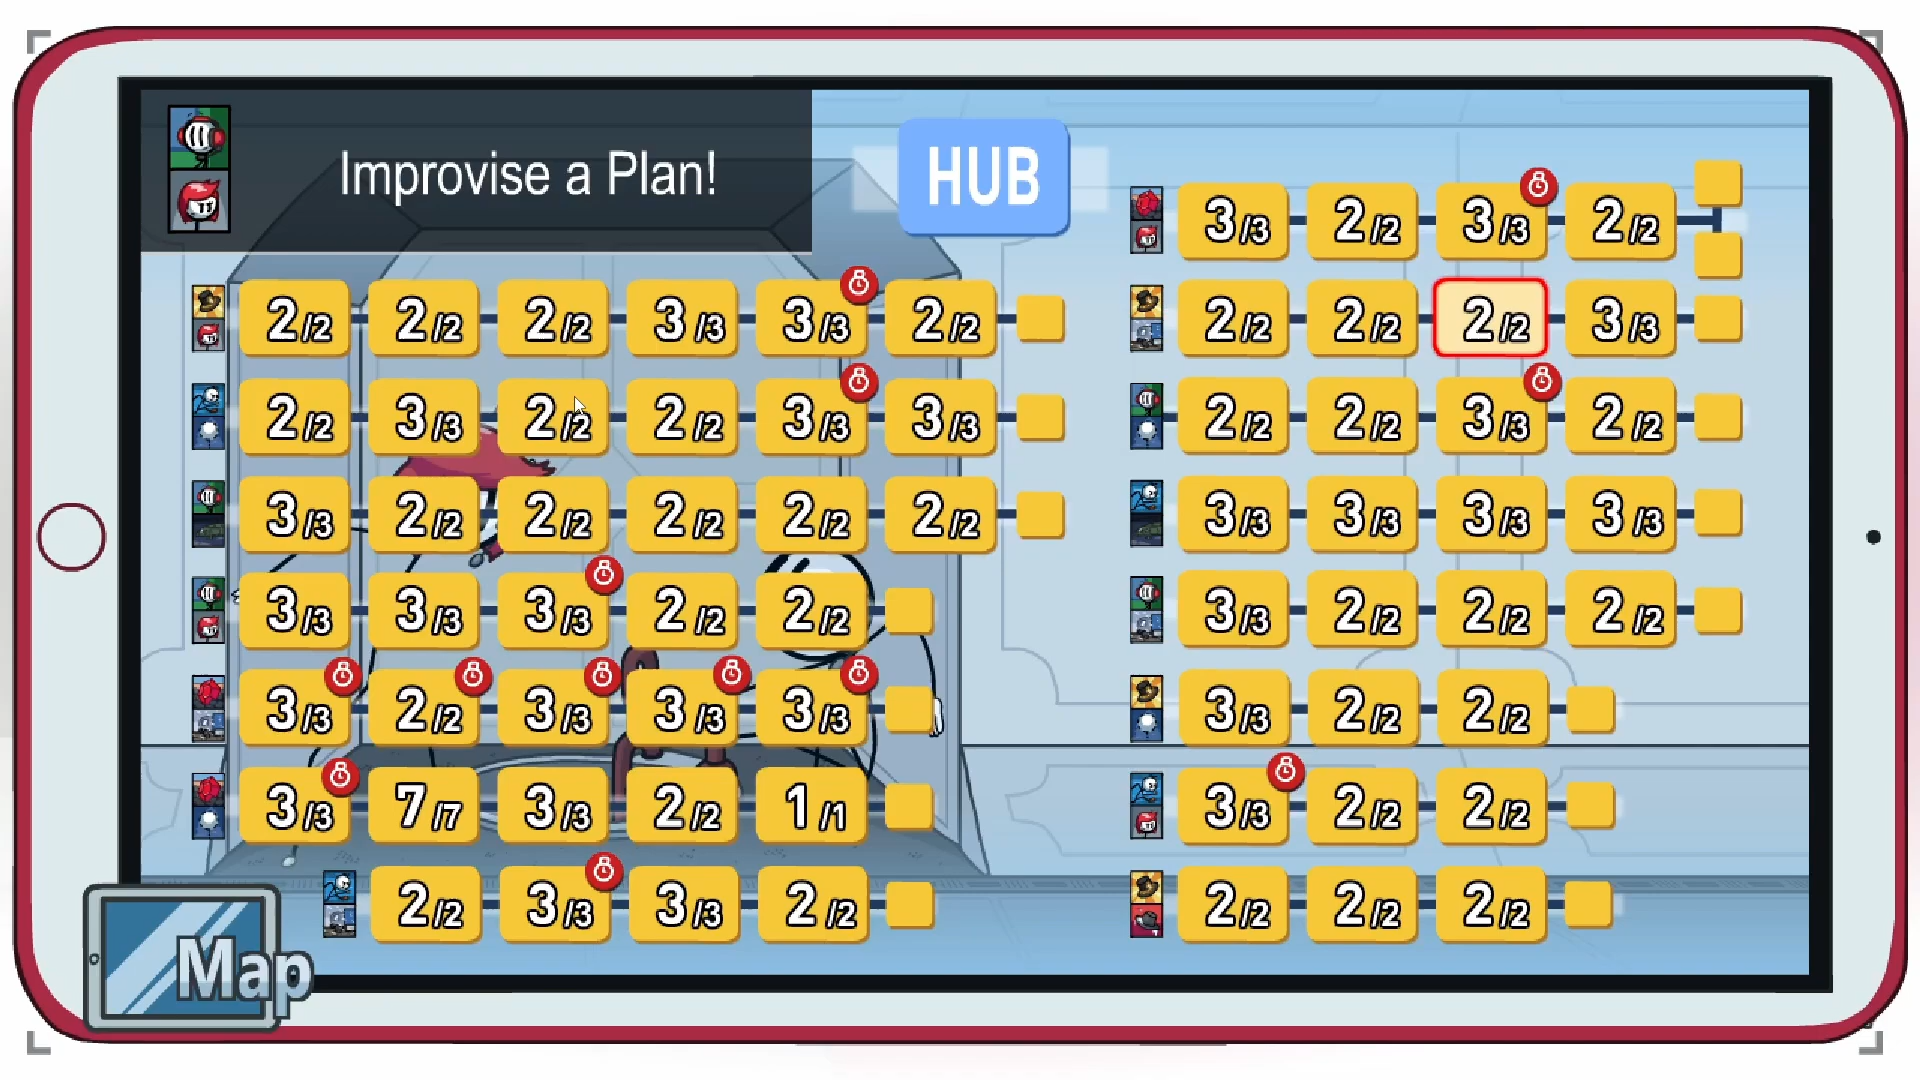 Improvise a Plan!
HUB
3/3 2/2 3/3 2/2
2/2 2/2 2/2 3/3 3/3 2/2
2/2 2/2 2/2 3/3
2/2 3/3 2/2 2/2 3/3 3/3
2/2 2/2 3/3 2/2
3/3 2/2 2/2 2/2 2/2 2/2
3/3 3/3 3/3 3/3
3/3 3/3 3/3 2/2 2/2
3/3 2/2 2/2 2/2
3/3 2/2 3/3 3/3 3/3
3/3 2/2 2/2
3/3 7/7 3/3 2/2 1/1
3/3 2/2 2/2
2/2 3/3 3/3 2/2
2/2 2/2 2/2
Map